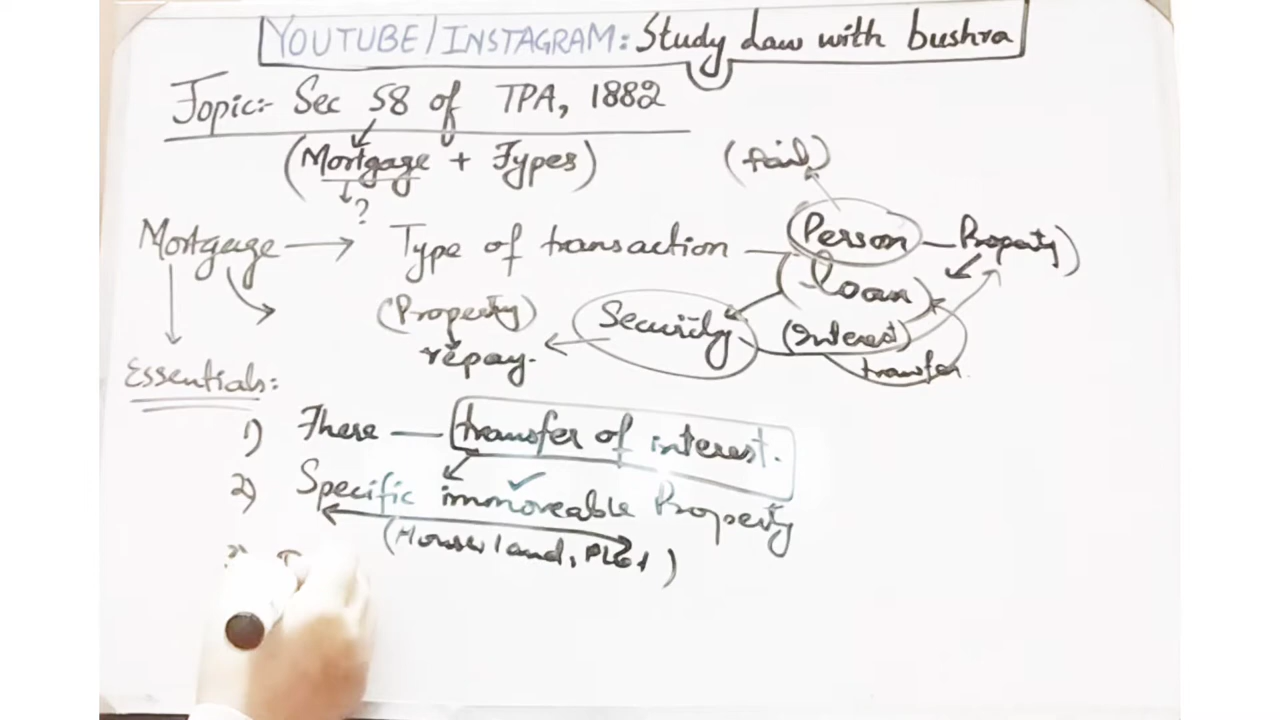 YOUTUBE/INSTAGRAM: Study Law with bushra
Topic:- Sec 58 of TPA, 1882
(Mortgage + Types)
?
(fail)
Mortgage → Type of transaction — (Person — Property)
(loan)
(Property) Security (Interest)
repay. transfer
Essentials:
1) There — transfer of interest.
2) Specific immoveable Property
(House, land, Plot)